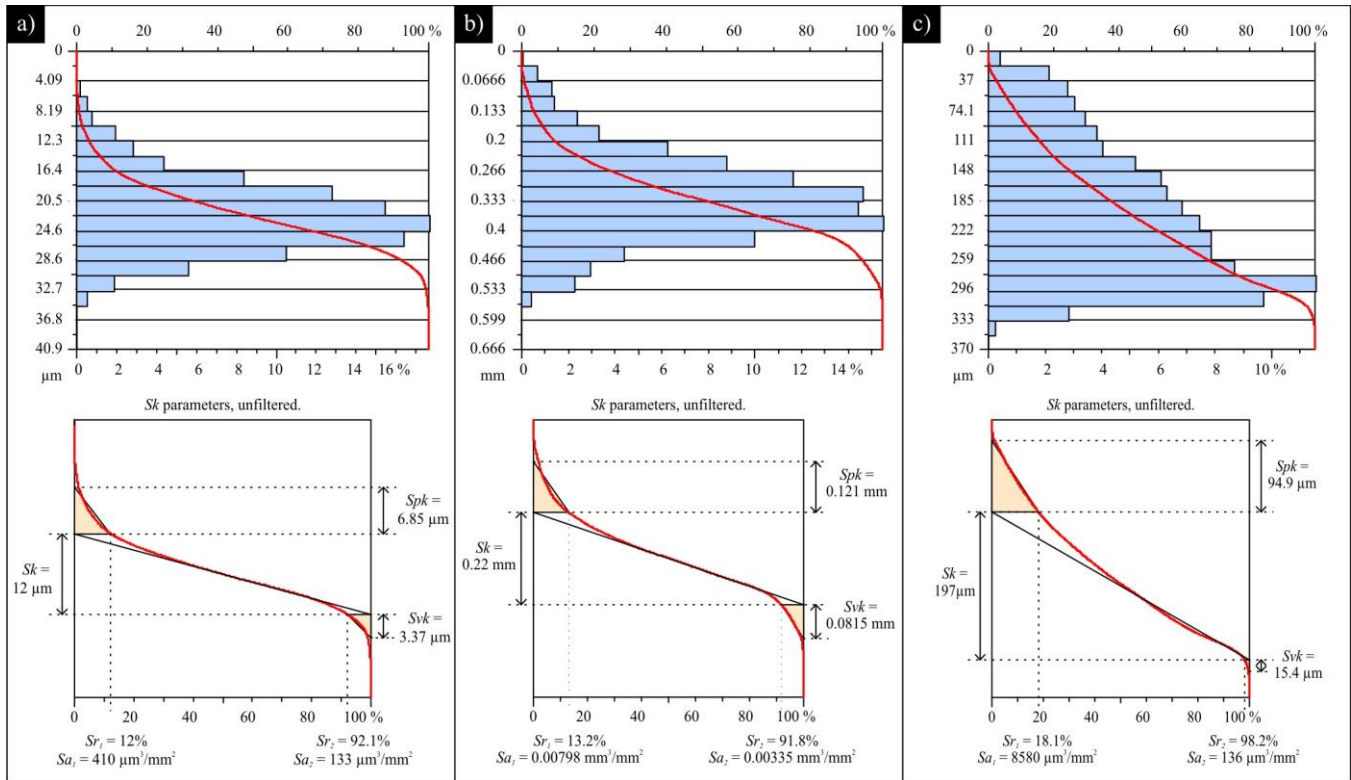 a)
0 20 40 60 80 100 %
0
4.09
8.19
12.3
16.4
20.5
24.6
28.6
32.7
36.8
40.9
µm
0 2 4 6 8 10 12 14 16 %
Sk parameters, unfiltered.
Spk =
6.85 µm
Sk =
12 µm
Svk =
3.37 µm
0 20 40 60 80 100 %
Sr₁ = 12% Sr₂ = 92.1%
Sa₁ = 410 µm³/mm² Sa₂ = 133 µm³/mm²
b)
0 20 40 60 80 100 %
0
0.0666
0.133
0.2
0.266
0.333
0.4
0.466
0.533
0.599
0.666
mm
0 2 4 6 8 10 12 14 %
Sk parameters, unfiltered.
Spk =
0.121 mm
Sk =
0.22 mm
Svk =
0.0815 mm
0 20 40 60 80 100 %
Sr₁ = 13.2% Sr₂ = 91.8%
Sa₁ = 0.00798 mm³/mm² Sa₂ = 0.00335 mm³/mm²
c)
0 20 40 60 80 100 %
0
37
74.1
111
148
185
222
259
296
333
370
µm
0 2 4 6 8 10 %
Sk parameters, unfiltered.
Spk =
94.9 µm
Sk =
197µm
Svk =
15.4 µm
0 20 40 60 80 100 %
Sr₁ = 18.1% Sr₂ = 98.2%
Sa₁ = 8580 µm³/mm² Sa₂ = 136 µm³/mm²